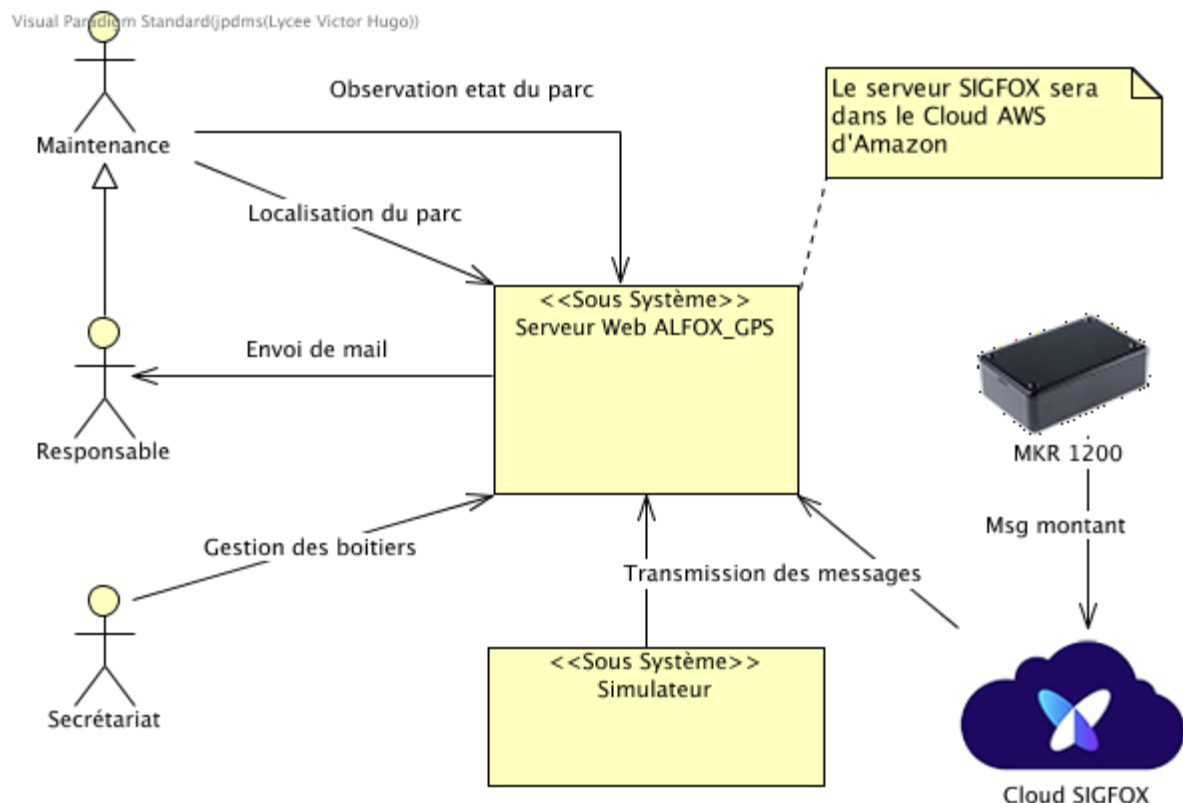 Visual Paradigm Standard(jpdms(Lycee Victor Hugo))
Observation etat du parc
Le serveur SIGFOX sera
dans le Cloud AWS
d'Amazon
Maintenance
Localisation du parc
<<Sous Système>>
Serveur Web ALFOX_GPS
Envoi de mail
Responsable
MKR 1200
Msg montant
Gestion des boitiers
Transmission des messages
<<Sous Système>>
Simulateur
Secrétariat
Cloud SIGFOX